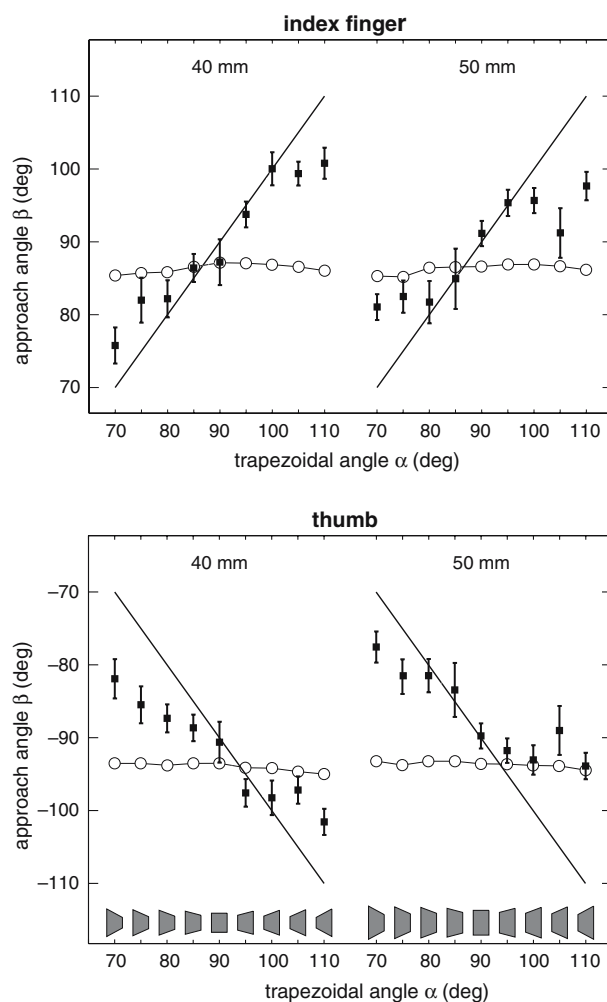 index finger
40 mm 50 mm
110
100
90
80
70
approach angle β (deg)
70 80 90 100 110 70 80 90 100 110
trapezoidal angle α (deg)
thumb
40 mm 50 mm
−70
−80
−90
−100
−110
approach angle β (deg)
70 80 90 100 110 70 80 90 100 110
trapezoidal angle α (deg)